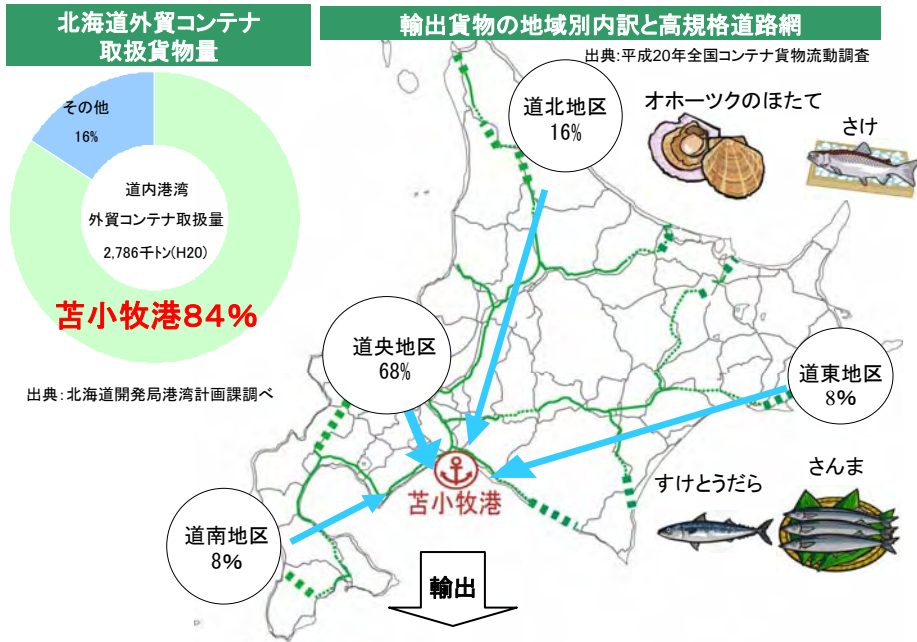 北海道外貿コンテナ
取扱貨物量
その他
16%
道内港湾
外貿コンテナ取扱量
2,786千トン(H20)
苫小牧港84%
出典:北海道開発局港湾計画課調べ
輸出貨物の地域別内訳と高規格道路網
出典:平成20年全国コンテナ貨物流動調査
道北地区
16%
オホーツクのほたて
さけ
道央地区
68%
道東地区
8%
苫小牧港
すけとうだら
さんま
道南地区
8%
輸出